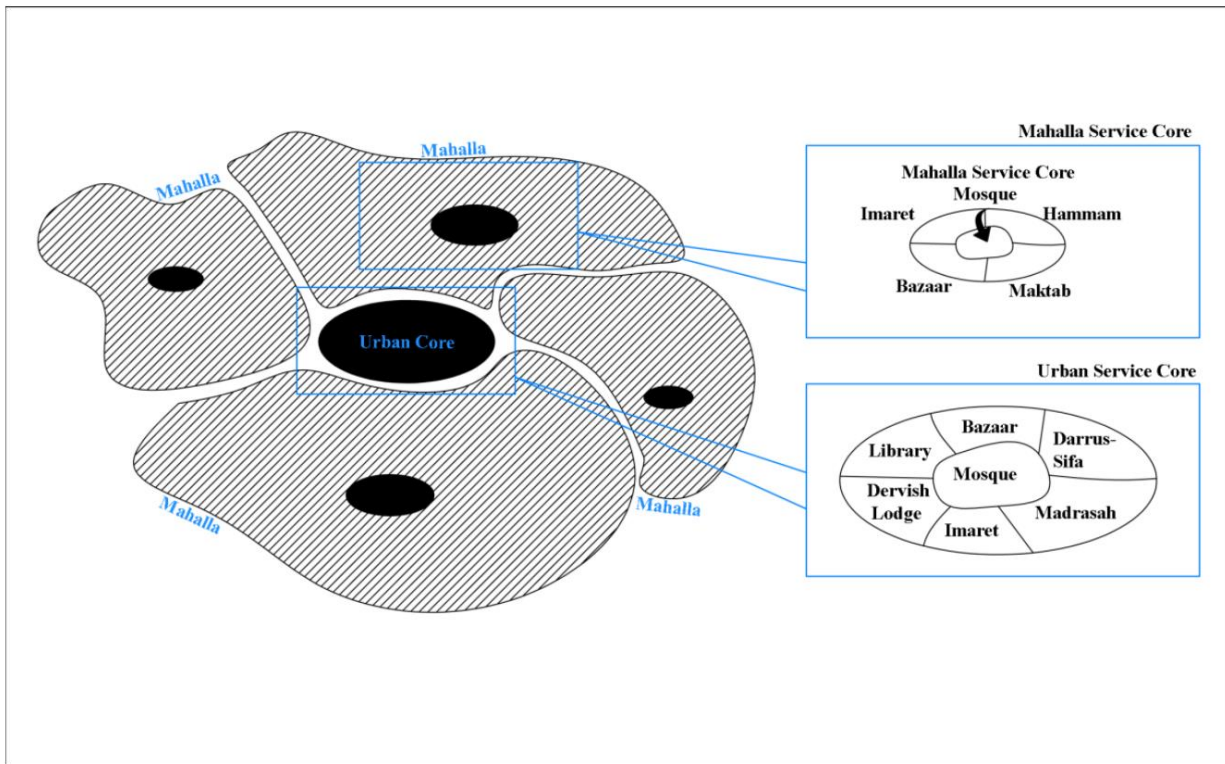 Mahalla Service Core
Mahalla
Mahalla
Mahalla Service Core
Mosque
Imaret
Hammam
Bazaar
Maktab
Urban Core
Urban Service Core
Bazaar
Library
Darrus-
Sifa
Mosque
Dervish
Lodge
Madrasah
Imaret
Mahalla
Mahalla